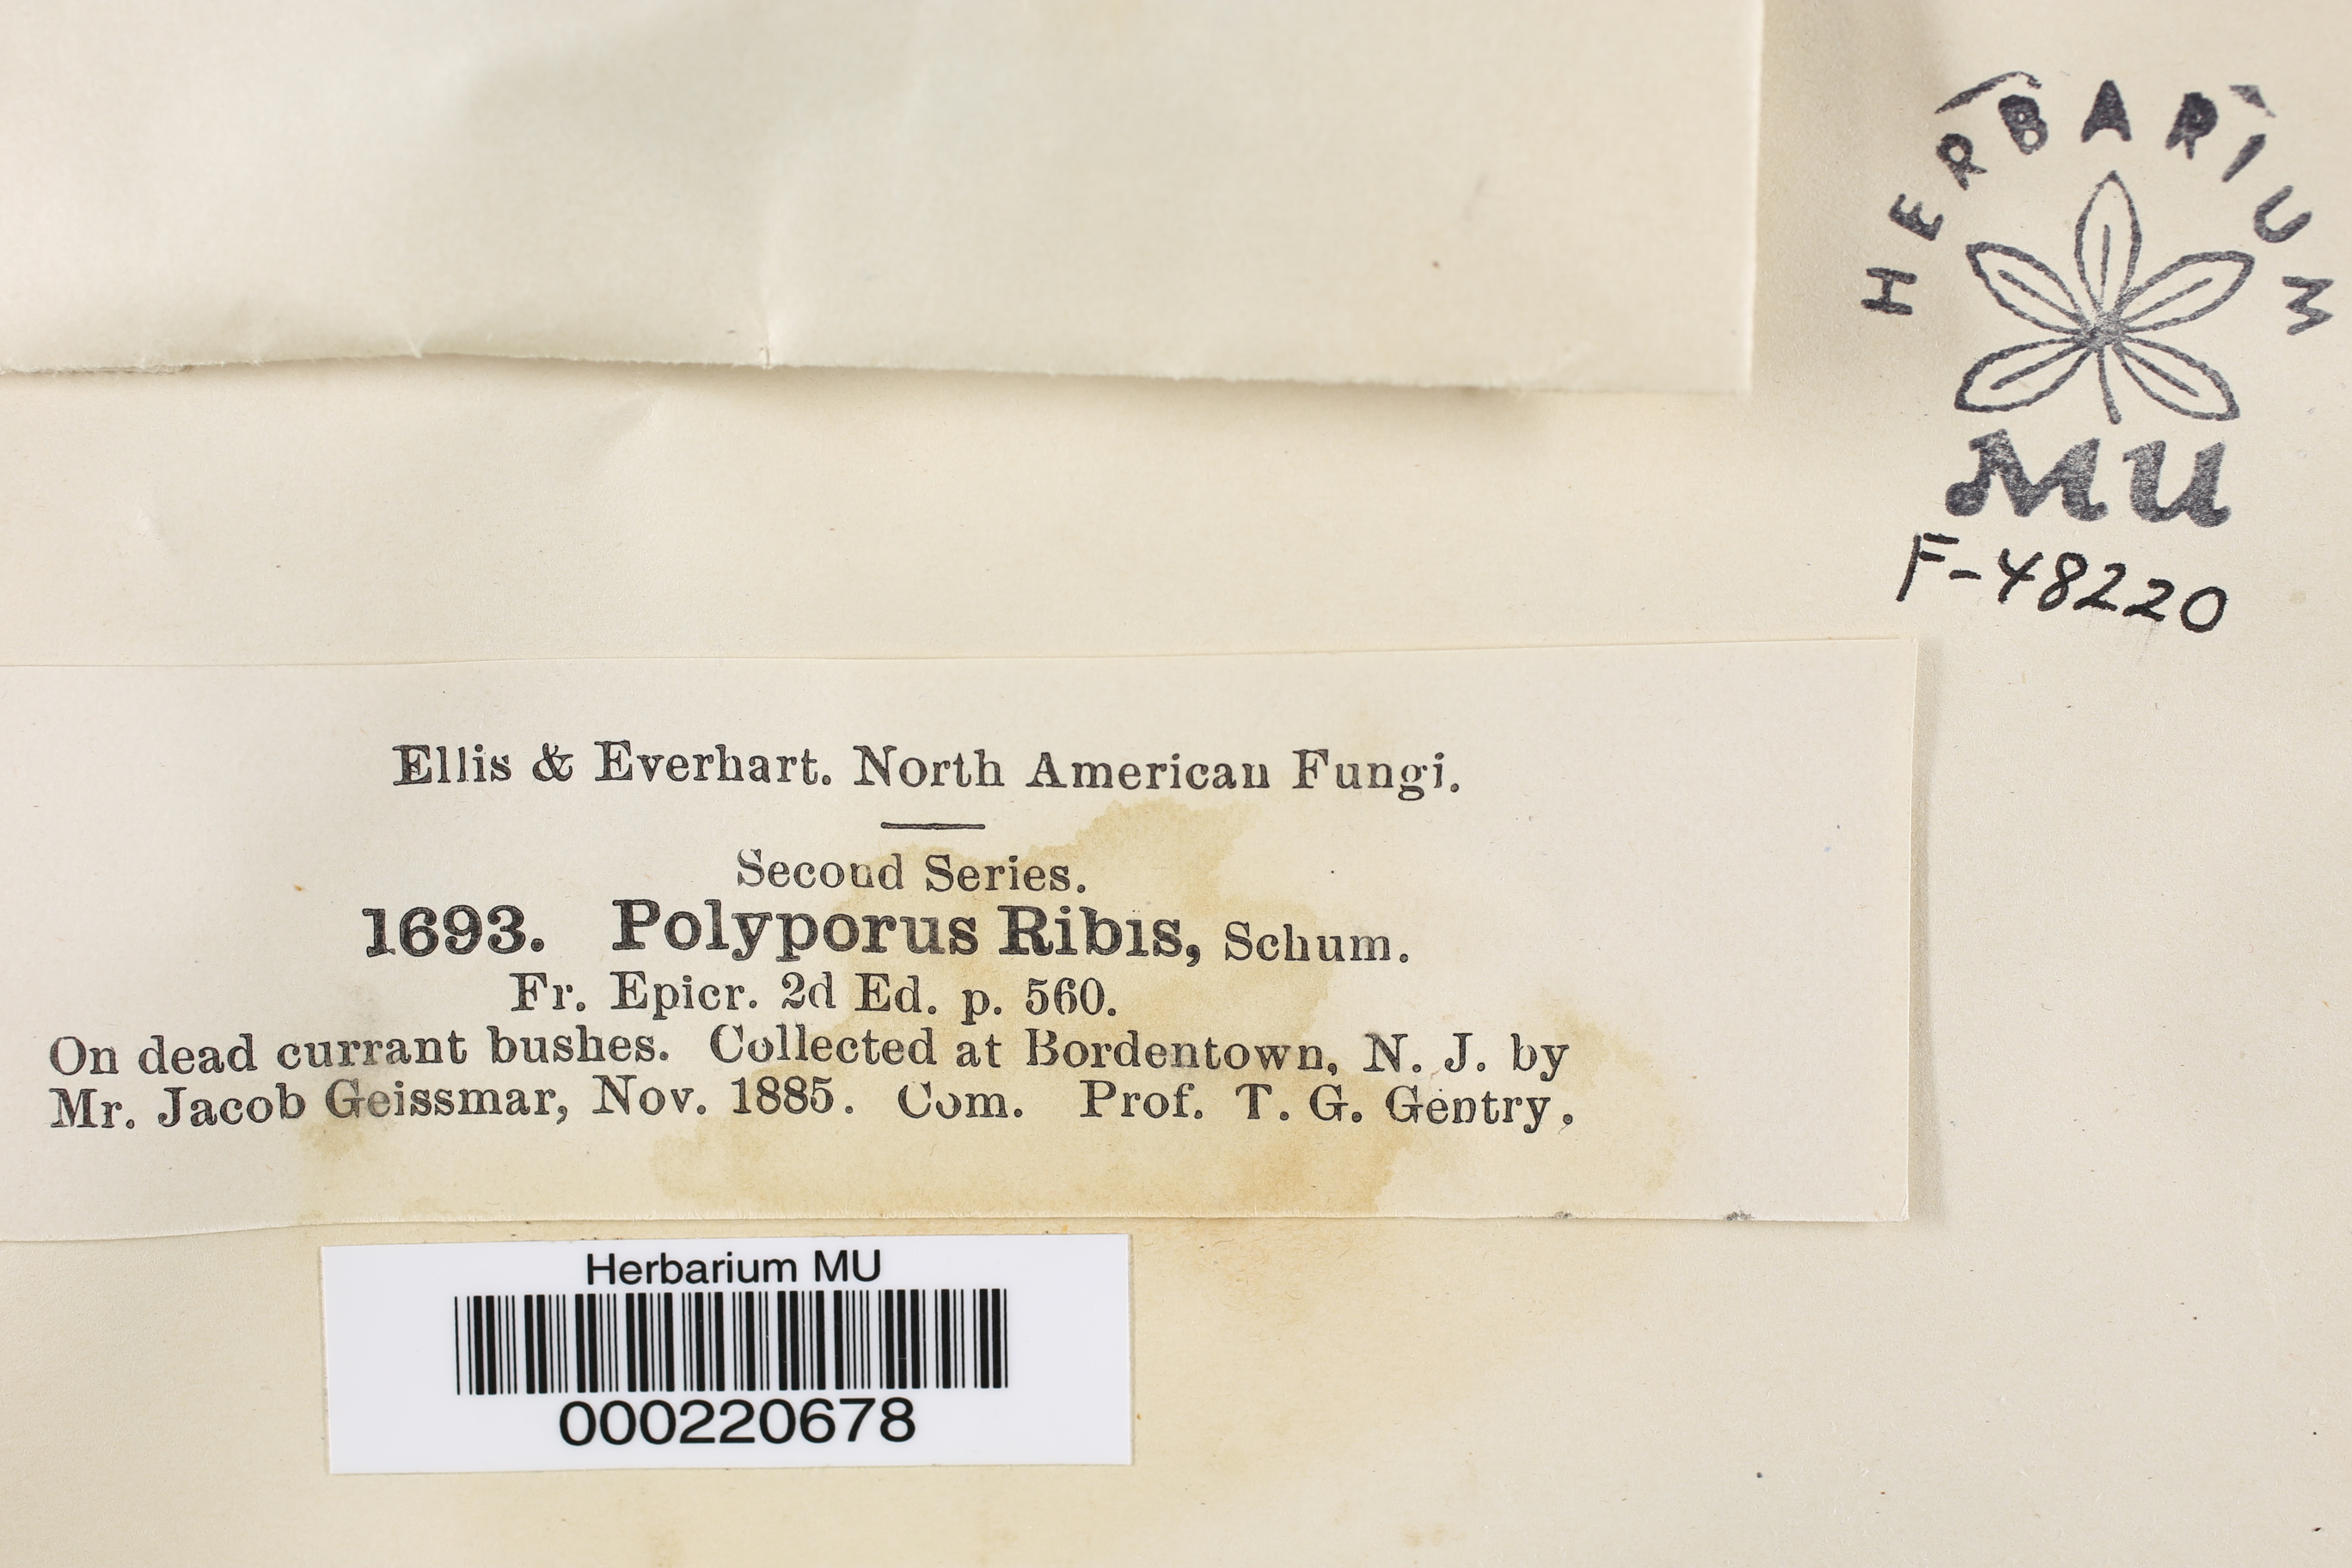 HERBARIUM
MU
F-48220
Ellis & Everhart. North American Fungi.
Second Series.
1693. Polyporus Ribis, Schum.
Fr. Epicr. 2d Ed. p. 560.
On dead currant bushes. Collected at Bordentown, N. J. by
Mr. Jacob Geissmar, Nov. 1885. Com. Prof. T. G. Gentry.
Herbarium MU
000220678